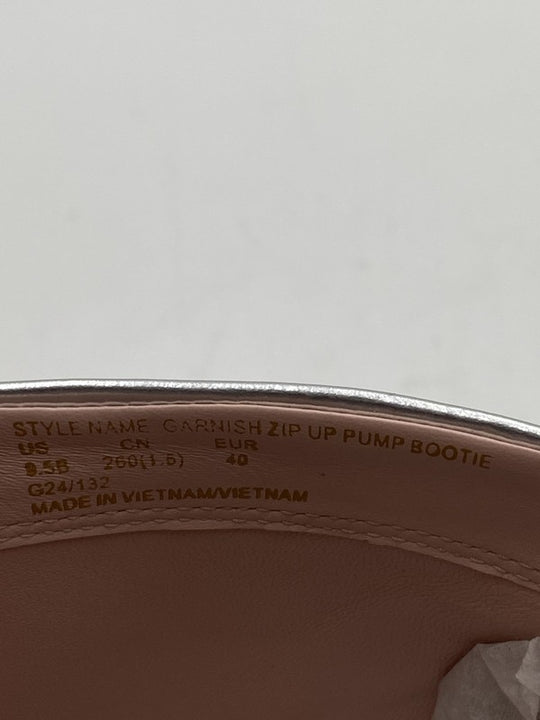 STYLE NAME GARNISH ZIP UP PUMP BOOTIE
US CN EUR
9.5B 260(1.5) 40
G24/132
MADE IN VIETNAM/VIETNAM